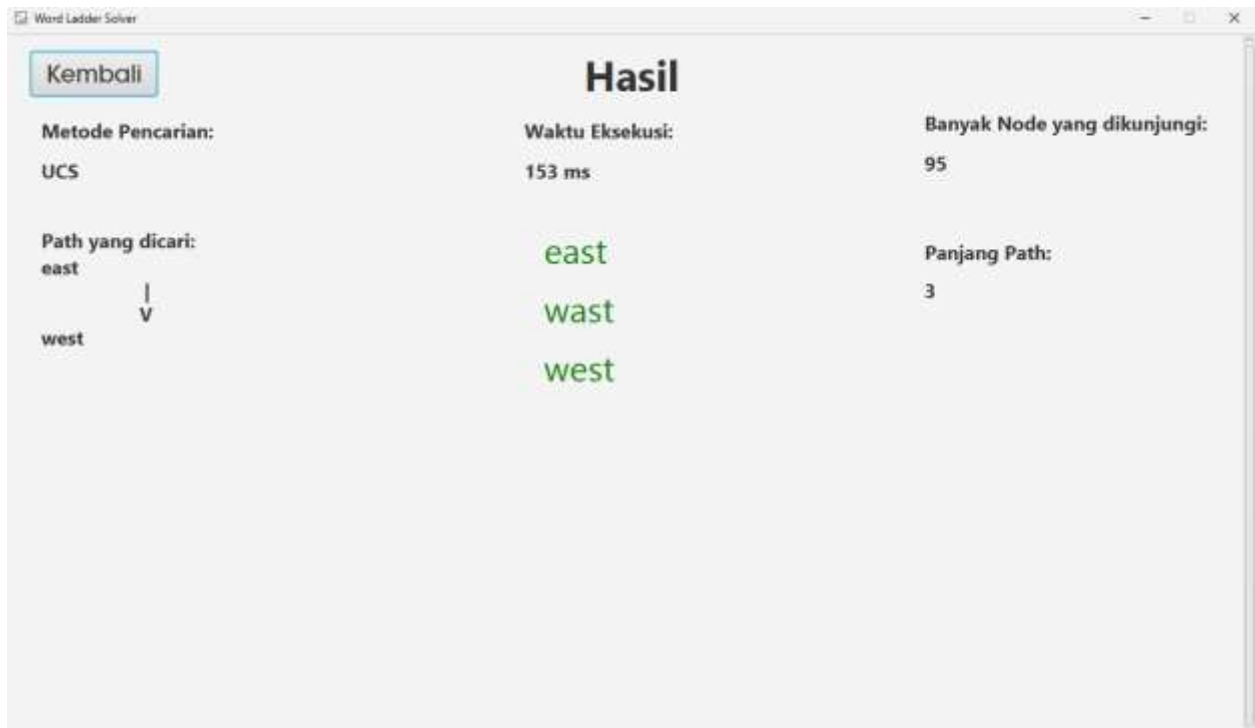 Word Ladder Solver
Kembali
Hasil
Metode Pencarian:
UCS
Waktu Eksekusi:
153 ms
Banyak Node yang dikunjungi:
95
Path yang dicari:
east
|
V
west
east
wast
west
Panjang Path:
3